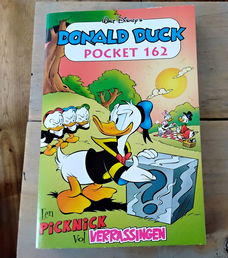 Walt Disney's
DONALD DUCK
POCKET 162
?
Een
PICKNICK
Vol VERRASSINGEN